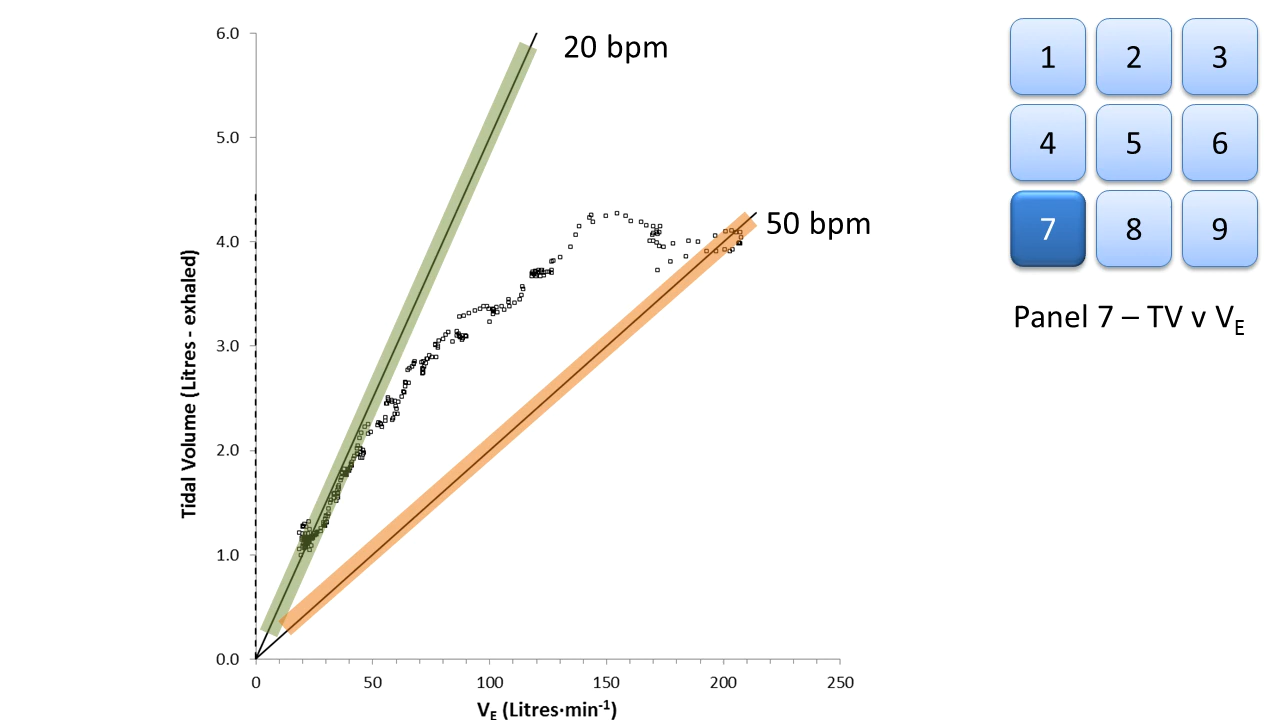 6.0
5.0
4.0
3.0
2.0
1.0
0.0
0 50 100 150 200 250
Tidal Volume (Litres - exhaled)
V_E (Litres·min⁻¹)
20 bpm
50 bpm
1 2 3
4 5 6
7 8 9
Panel 7 – TV v V_E